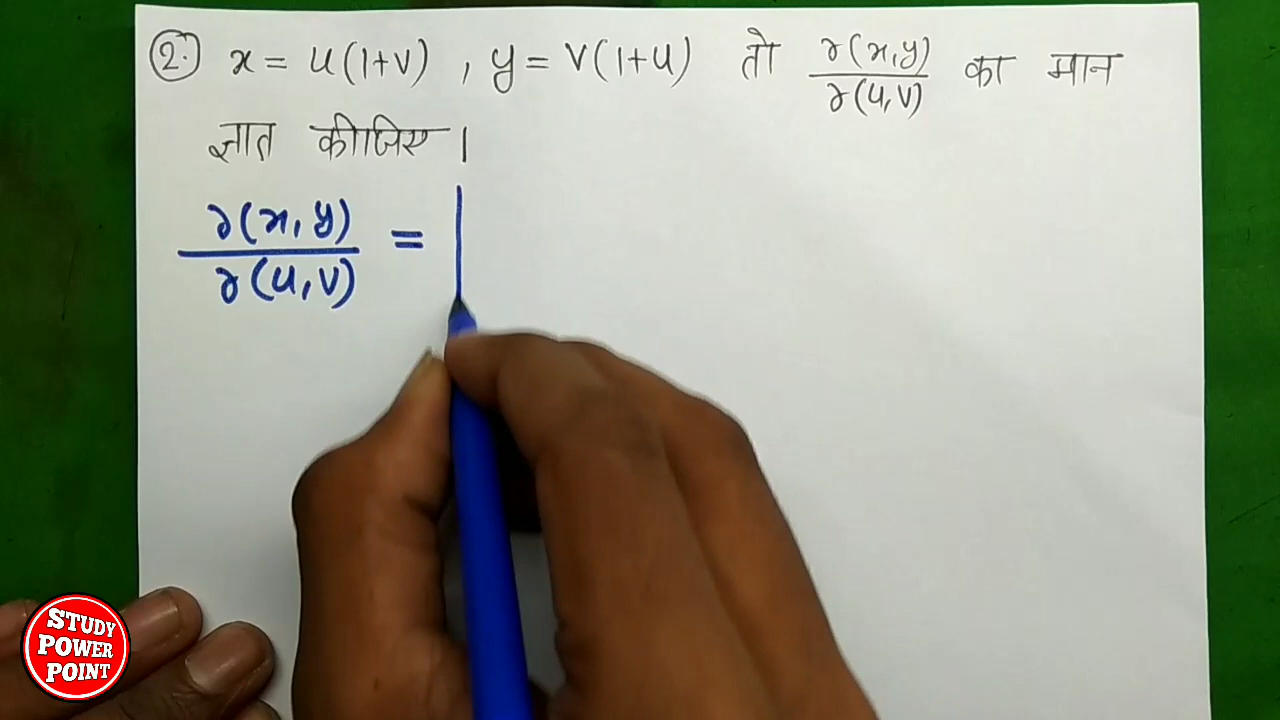 2. x = u(1+v) , y = v(1+u) तो ∂(x,y)/∂(u,v) का मान
ज्ञात कीजिए ।
∂(x,y)/∂(u,v) = |
STUDY
POWER
POINT